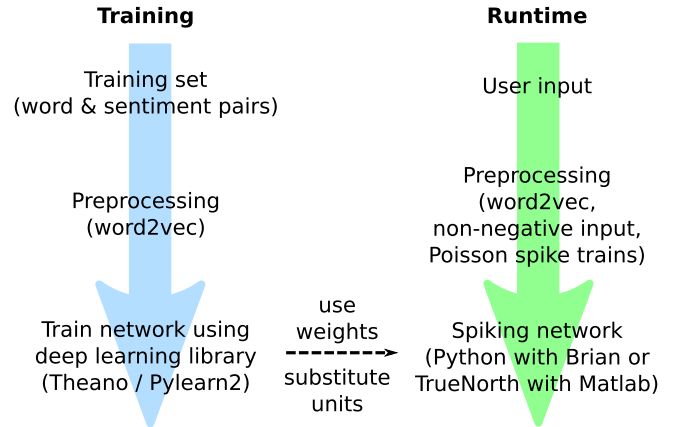 Training
Training set
(word & sentiment pairs)
Preprocessing
(word2vec)
Train network using
deep learning library
(Theano / Pylearn2)
use
weights
substitute
units
Runtime
User input
Preprocessing
(word2vec,
non-negative input,
Poisson spike trains)
Spiking network
(Python with Brian or
TrueNorth with Matlab)